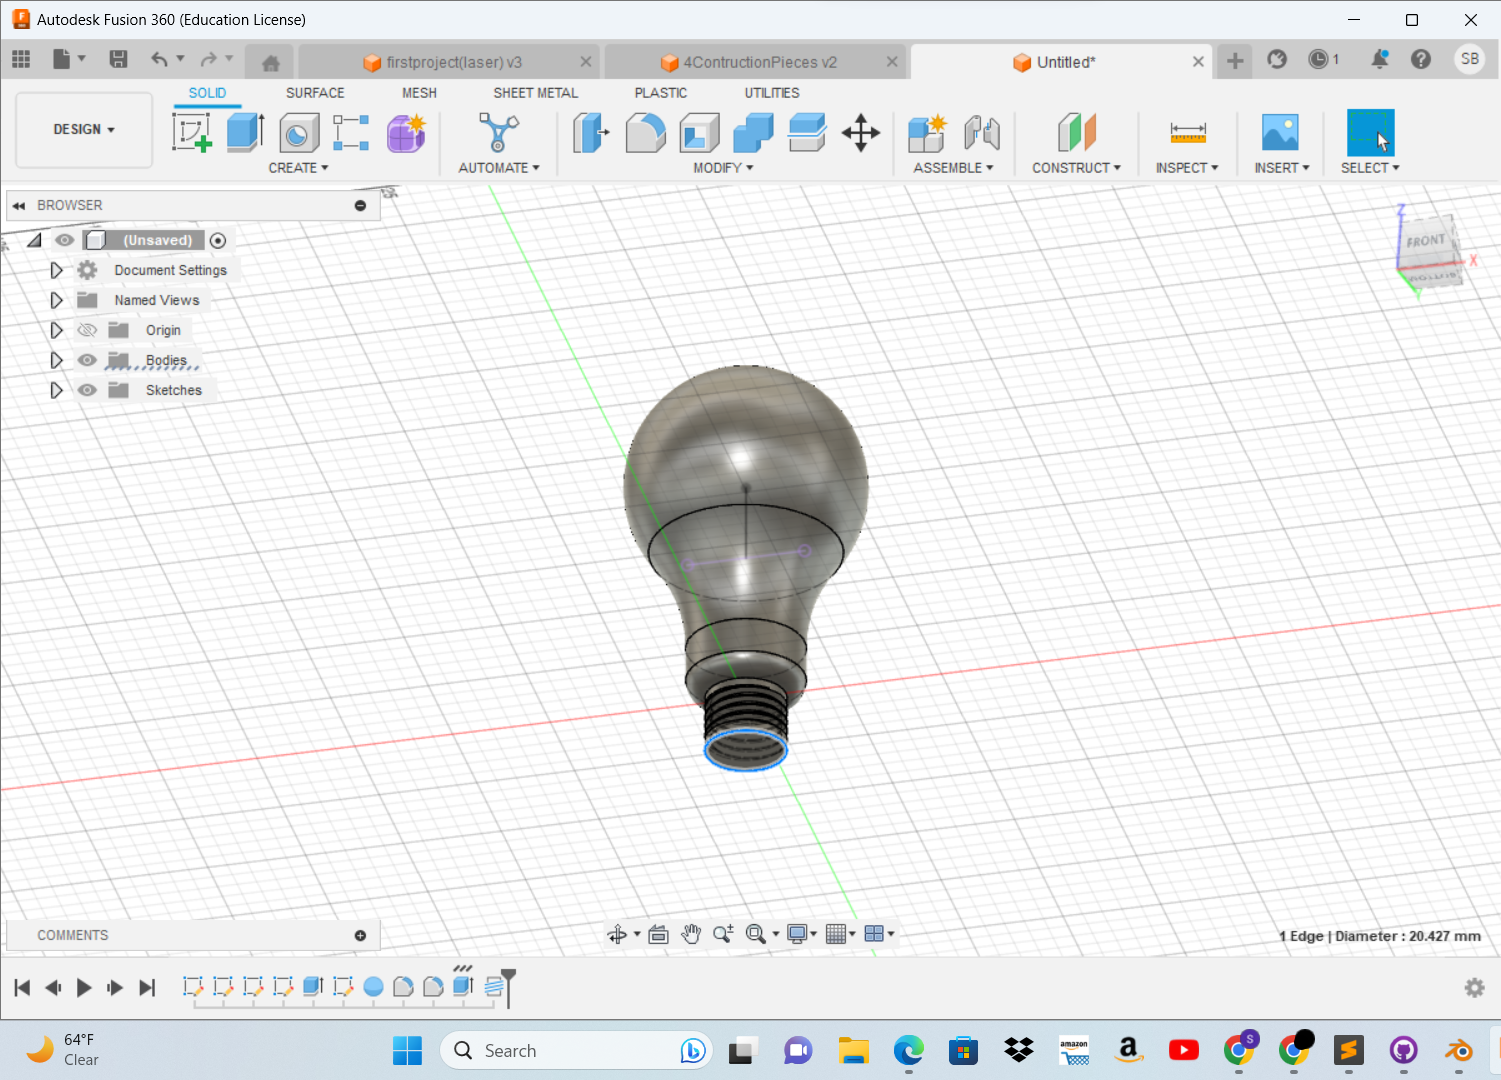 Autodesk Fusion 360 (Education License)
firstproject(laser) v3
4ContructionPieces v2
Untitled*
1
SB
DESIGN
SOLID SURFACE MESH SHEET METAL PLASTIC UTILITIES
CREATE AUTOMATE MODIFY ASSEMBLE CONSTRUCT INSPECT INSERT SELECT
BROWSER
(Unsaved)
Document Settings
Named Views
Origin
Bodies
Sketches
Z
FRONT
X
COMMENTS
1 Edge | Diameter : 20.427 mm
64°F
Clear
Search
amazon
a
S